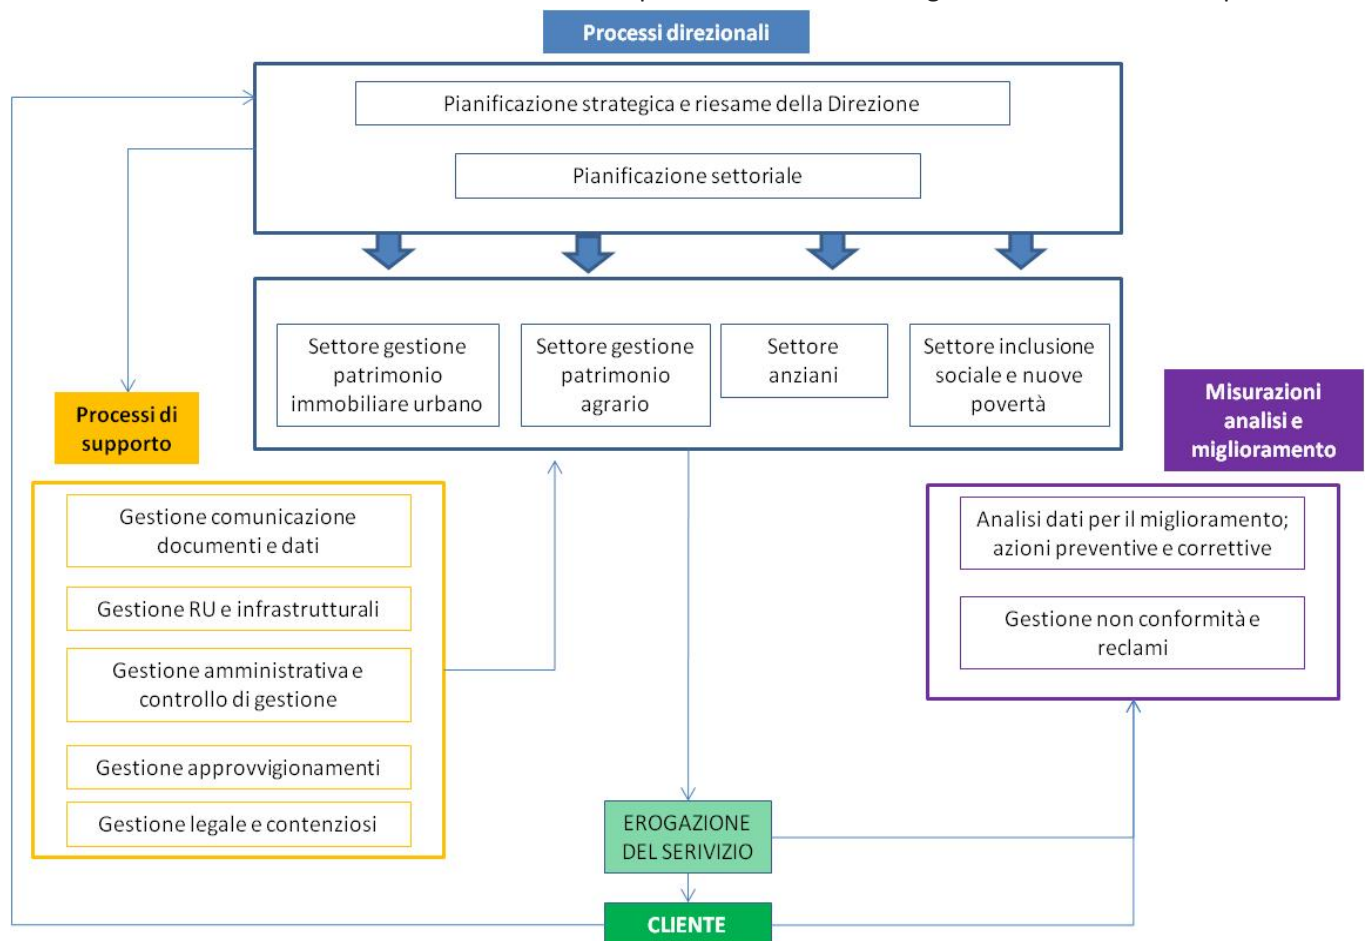 Processi direzionali
Pianificazione strategica e riesame della Direzione
Pianificazione settoriale
Settore gestione
patrimonio
immobiliare urbano
Settore gestione
patrimonio
agrario
Settore
anziani
Settore inclusione
sociale e nuove
povertà
Processi di
supporto
Misurazioni
analisi e
miglioramento
Gestione comunicazione
documenti e dati
Gestione RU e infrastrutturali
Gestione amministrativa e
controllo di gestione
Gestione approvvigionamenti
Gestione legale e contenziosi
Analisi dati per il miglioramento;
azioni preventive e correttive
Gestione non conformità e
reclami
EROGAZIONE
DEL SERIVIZIO
CLIENTE